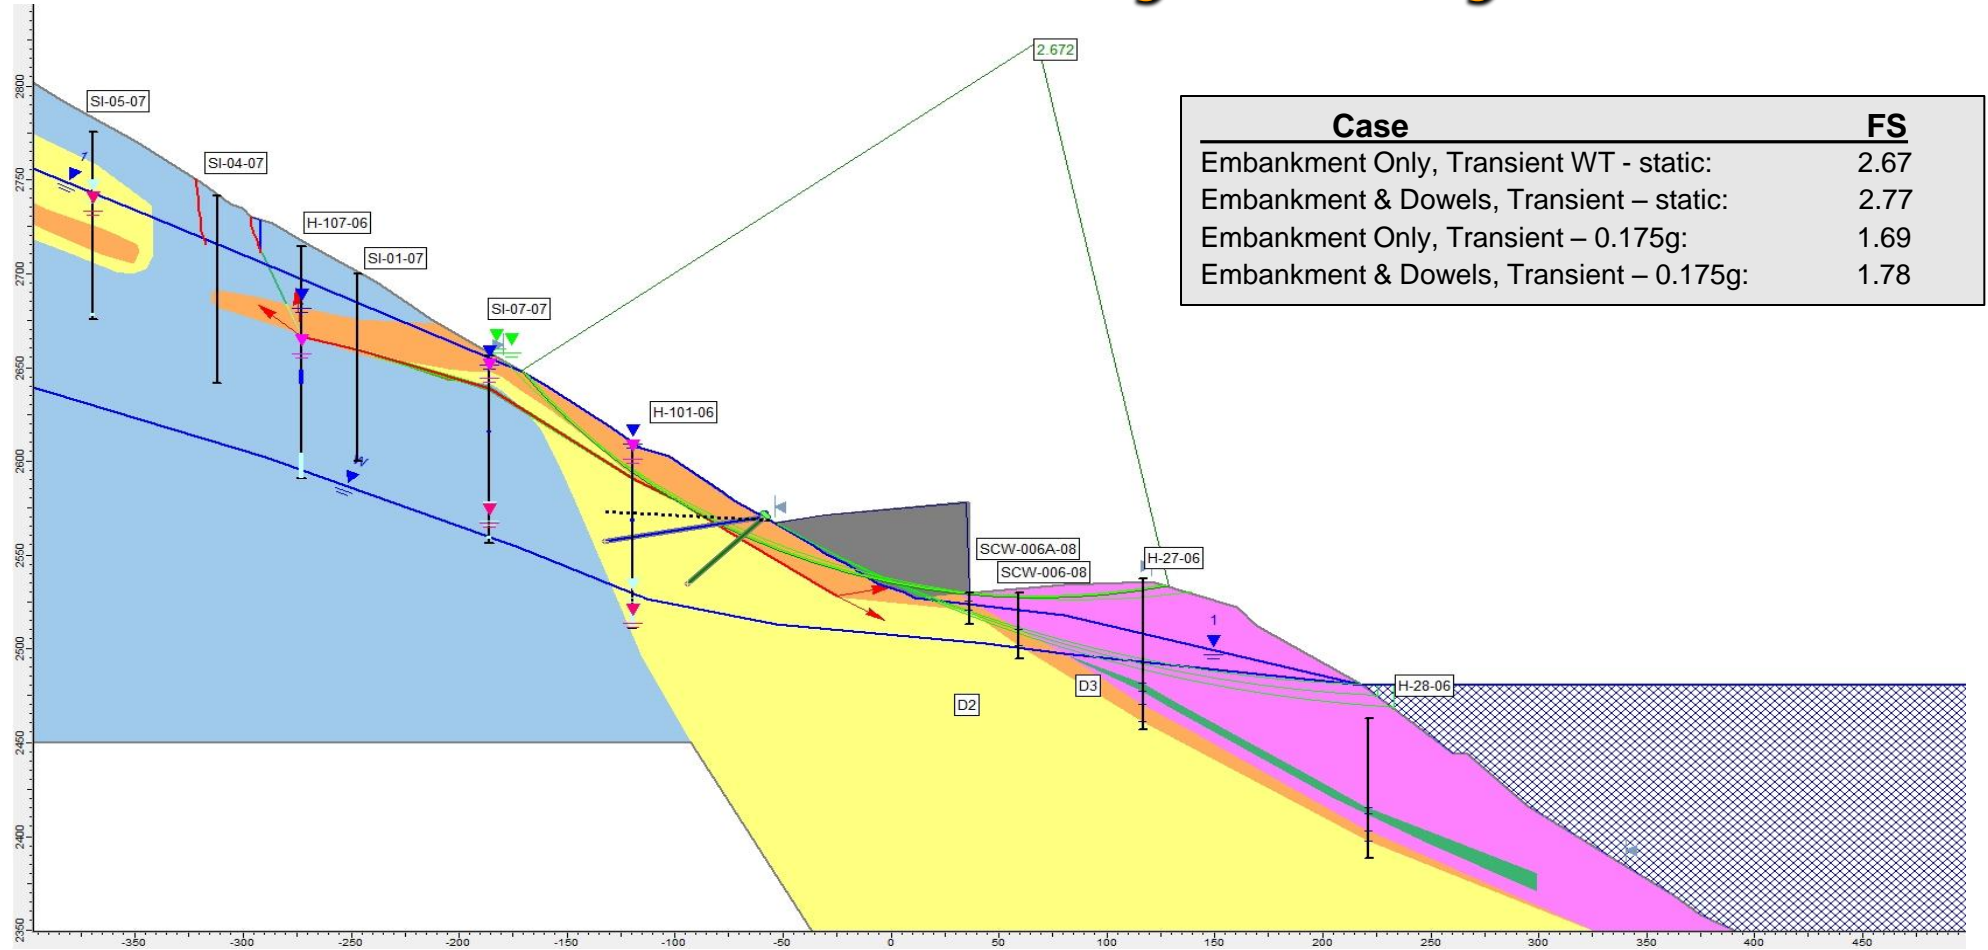 2.672
Case FS
Embankment Only, Transient WT - static: 2.67
Embankment & Dowels, Transient – static: 2.77
Embankment Only, Transient – 0.175g: 1.69
Embankment & Dowels, Transient – 0.175g: 1.78
SI-05-07
SI-04-07
H-107-06
SI-01-07
SI-07-07
H-101-06
SCW-006A-08
SCW-006-08
H-27-06
H-28-06
D3
D2
1
W
1
2800
2750
2700
2650
2600
2550
2500
2450
2400
2350
-350 -300 -250 -200 -150 -100 -50 0 50 100 150 200 250 300 350 400 450